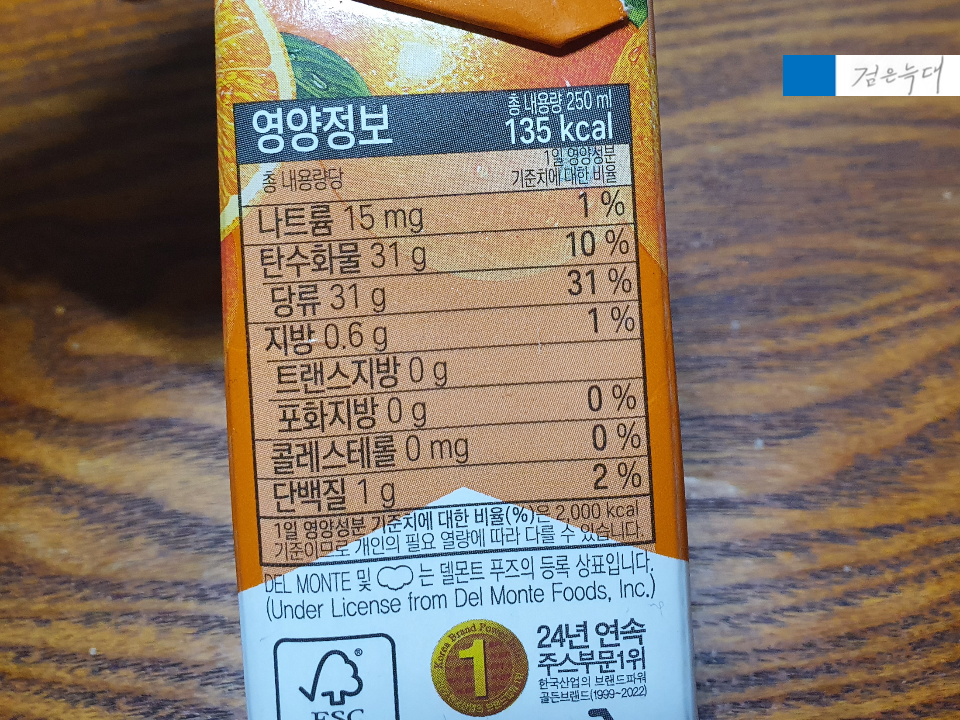 검은늑대
영양정보
총 내용량 250 ml
135 kcal
총 내용량당
1일 영양성분
기준치에 대한 비율
나트륨 15 mg 1 %
탄수화물 31 g 10 %
당류 31 g 31 %
지방 0.6 g 1 %
트랜스지방 0 g
포화지방 0 g 0 %
콜레스테롤 0 mg 0 %
단백질 1 g 2 %
1일 영양성분 기준치에 대한 비율(%)은 2,000 kcal
기준이므로 개인의 필요 열량에 따라 다를 수 있습니다.
DEL MONTE 및 는 델몬트 푸즈의 등록 상표입니다.
(Under License from Del Monte Foods, Inc.)
FSC
Korea Brand Power
1
24년 연속
주스부문1위
한국산업의 브랜드파워
골든브랜드(1999~2022)